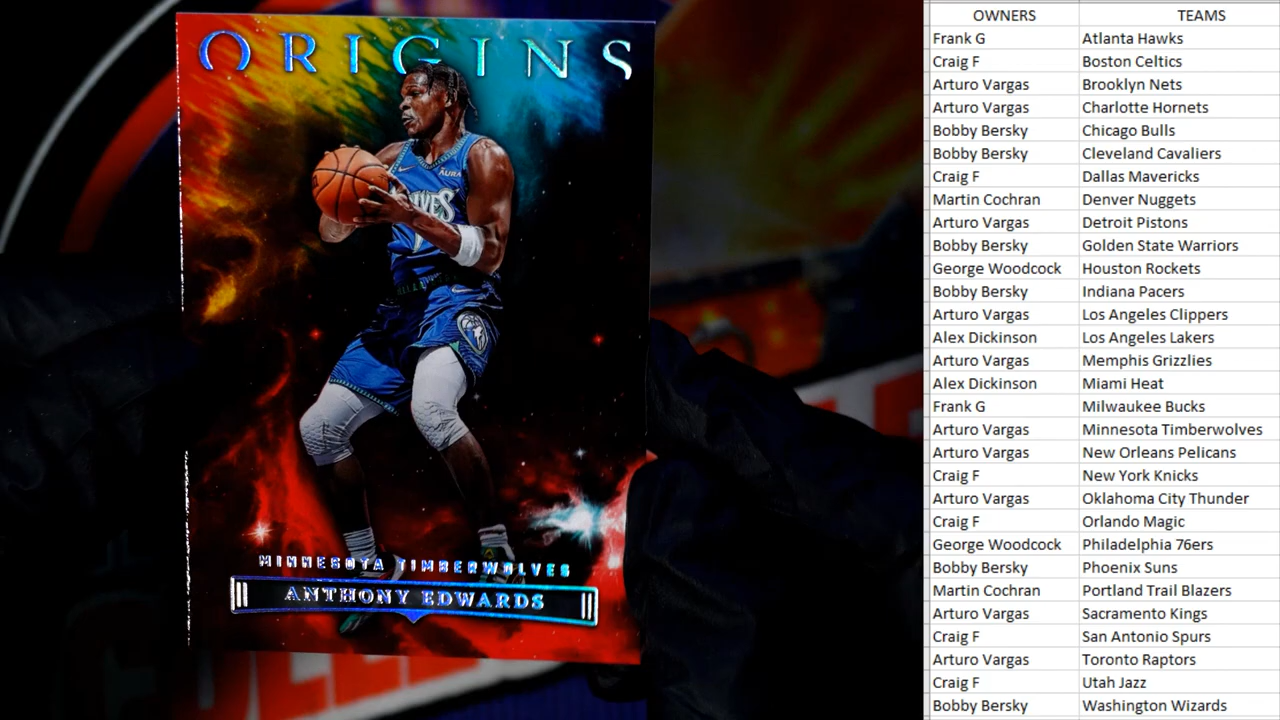 ORIGINS
AURA
WOLVES
MINNESOTA TIMBERWOLVES
ANTHONY EDWARDS
OWNERS TEAMS
Frank G Atlanta Hawks
Craig F Boston Celtics
Arturo Vargas Brooklyn Nets
Arturo Vargas Charlotte Hornets
Bobby Bersky Chicago Bulls
Bobby Bersky Cleveland Cavaliers
Craig F Dallas Mavericks
Martin Cochran Denver Nuggets
Arturo Vargas Detroit Pistons
Bobby Bersky Golden State Warriors
George Woodcock Houston Rockets
Bobby Bersky Indiana Pacers
Arturo Vargas Los Angeles Clippers
Alex Dickinson Los Angeles Lakers
Arturo Vargas Memphis Grizzlies
Alex Dickinson Miami Heat
Frank G Milwaukee Bucks
Arturo Vargas Minnesota Timberwolves
Arturo Vargas New Orleans Pelicans
Craig F New York Knicks
Arturo Vargas Oklahoma City Thunder
Craig F Orlando Magic
George Woodcock Philadelphia 76ers
Bobby Bersky Phoenix Suns
Martin Cochran Portland Trail Blazers
Arturo Vargas Sacramento Kings
Craig F San Antonio Spurs
Arturo Vargas Toronto Raptors
Craig F Utah Jazz
Bobby Bersky Washington Wizards